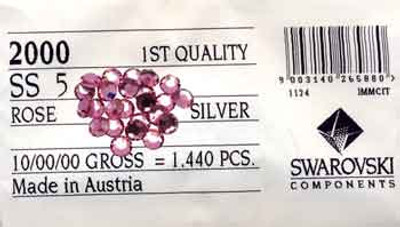 2000 1ST QUALITY
SS 5
ROSE SILVER
10/00/00 GROSS = 1,440 PCS.
Made in Austria
9 003140 265880 >
1124 IMMCIT
SWAROVSKI
COMPONENTS